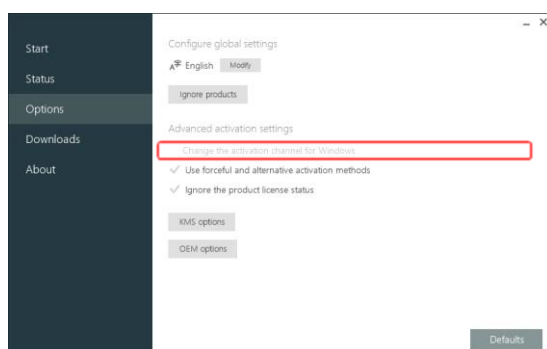 Start
Status
Options
Downloads
About
Configure global settings
English Modify
Ignore products
Advanced activation settings
Change the activation channel for Windows
Use forceful and alternative activation methods
Ignore the product license status
KMS options
OEM options
Defaults